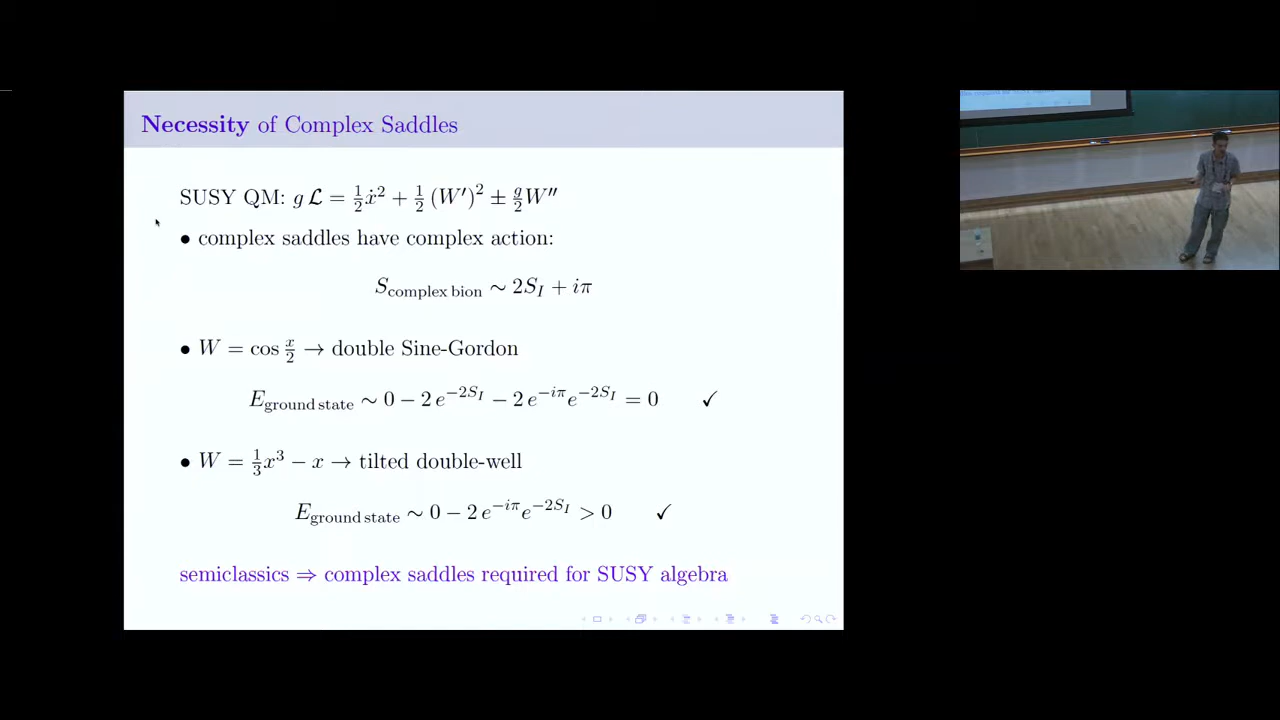 Necessity of Complex Saddles
SUSY QM: g 𝓛 = ½ẋ² + ½ (W′)² ± g/2 W″
• complex saddles have complex action:
S_complex bion ∼ 2S_I + iπ
• W = cos x/2 → double Sine-Gordon
E_ground state ∼ 0 − 2 e^{−2S_I} − 2 e^{−iπ} e^{−2S_I} = 0 ✓
• W = ⅓x³ − x → tilted double-well
E_ground state ∼ 0 − 2 e^{−iπ} e^{−2S_I} > 0 ✓
semiclassics ⇒ complex saddles required for SUSY algebra